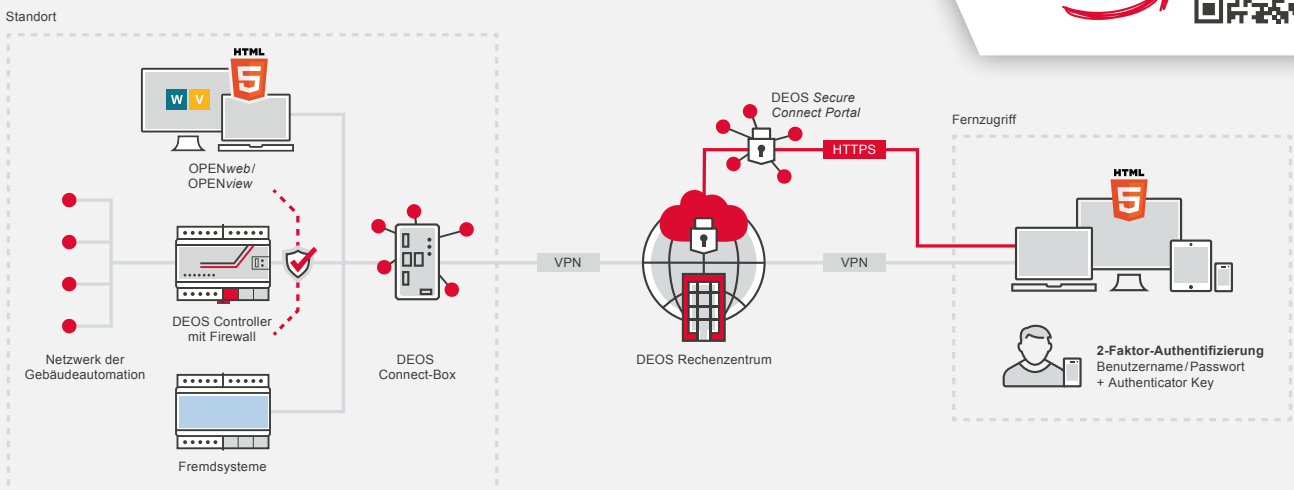 Standort
HTML
5
W V
OPENweb/
OPENview
DEOS Controller
mit Firewall
Netzwerk der
Gebäudeautomation
Fremdsysteme
DEOS
Connect-Box
VPN
DEOS Rechenzentrum
DEOS Secure
Connect Portal
HTTPS
VPN
Fernzugriff
HTML
5
2-Faktor-Authentifizierung
Benutzername/Passwort
+ Authenticator Key